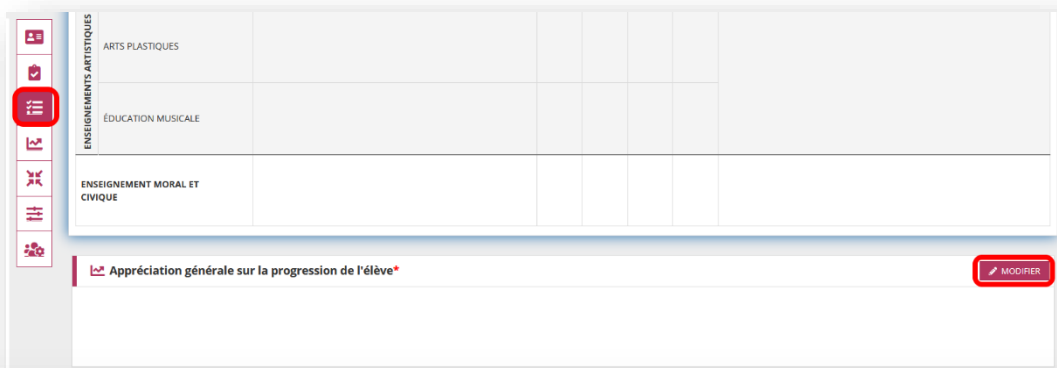 ENSEIGNEMENTS ARTISTIQUES
ARTS PLASTIQUES
ÉDUCATION MUSICALE
ENSEIGNEMENT MORAL ET
CIVIQUE
Appréciation générale sur la progression de l'élève*
MODIFIER